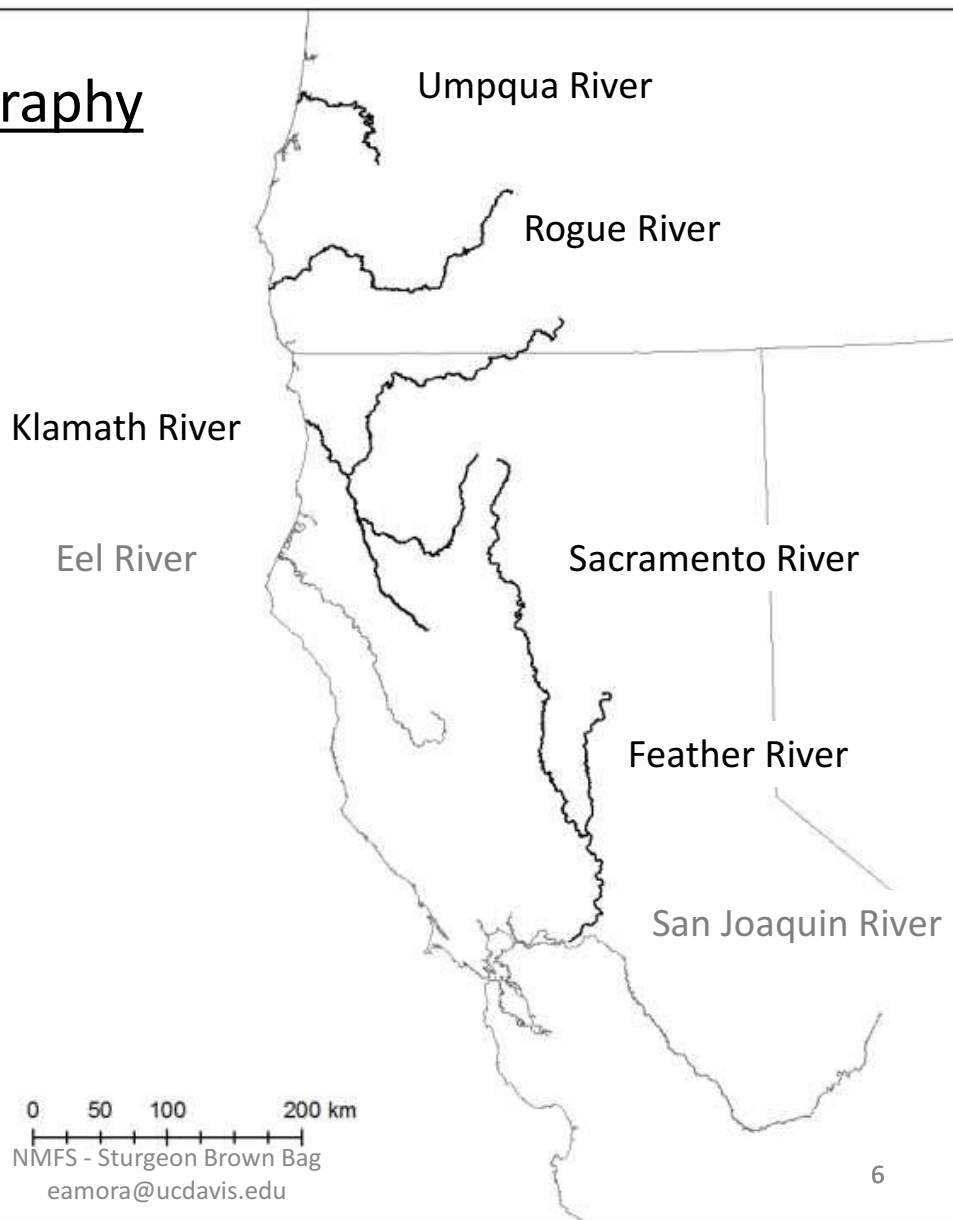 raphy
Umpqua River
Rogue River
Klamath River
Eel River
Sacramento River
Feather River
San Joaquin River
0 50 100 200 km
NMFS - Sturgeon Brown Bag
eamora@ucdavis.edu
6